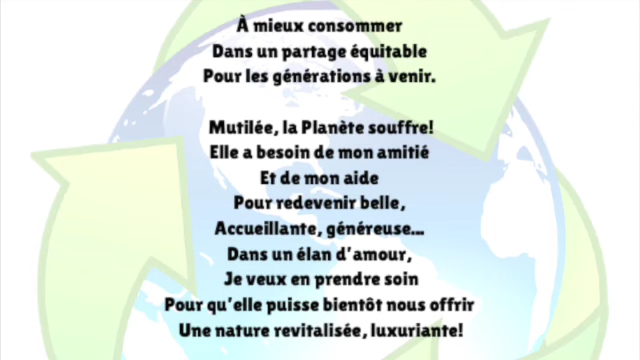 À mieux consommer
Dans un partage équitable
Pour les générations à venir.
Mutilée, la Planète souffre!
Elle a besoin de mon amitié
Et de mon aide
Pour redevenir belle,
Accueillante, généreuse...
Dans un élan d'amour,
Je veux en prendre soin
Pour qu'elle puisse bientôt nous offrir
Une nature revitalisée, luxuriante!